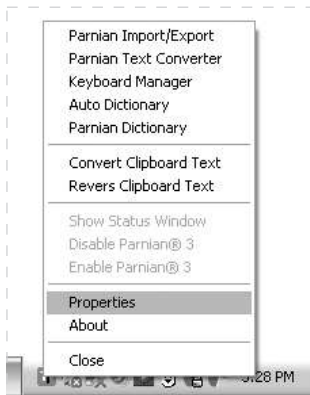 Parnian Import/Export
Parnian Text Converter
Keyboard Manager
Auto Dictionary
Parnian Dictionary
Convert Clipboard Text
Revers Clipboard Text
Show Status Window
Disable Parnian® 3
Enable Parnian® 3
Properties
About
Close
:28 PM